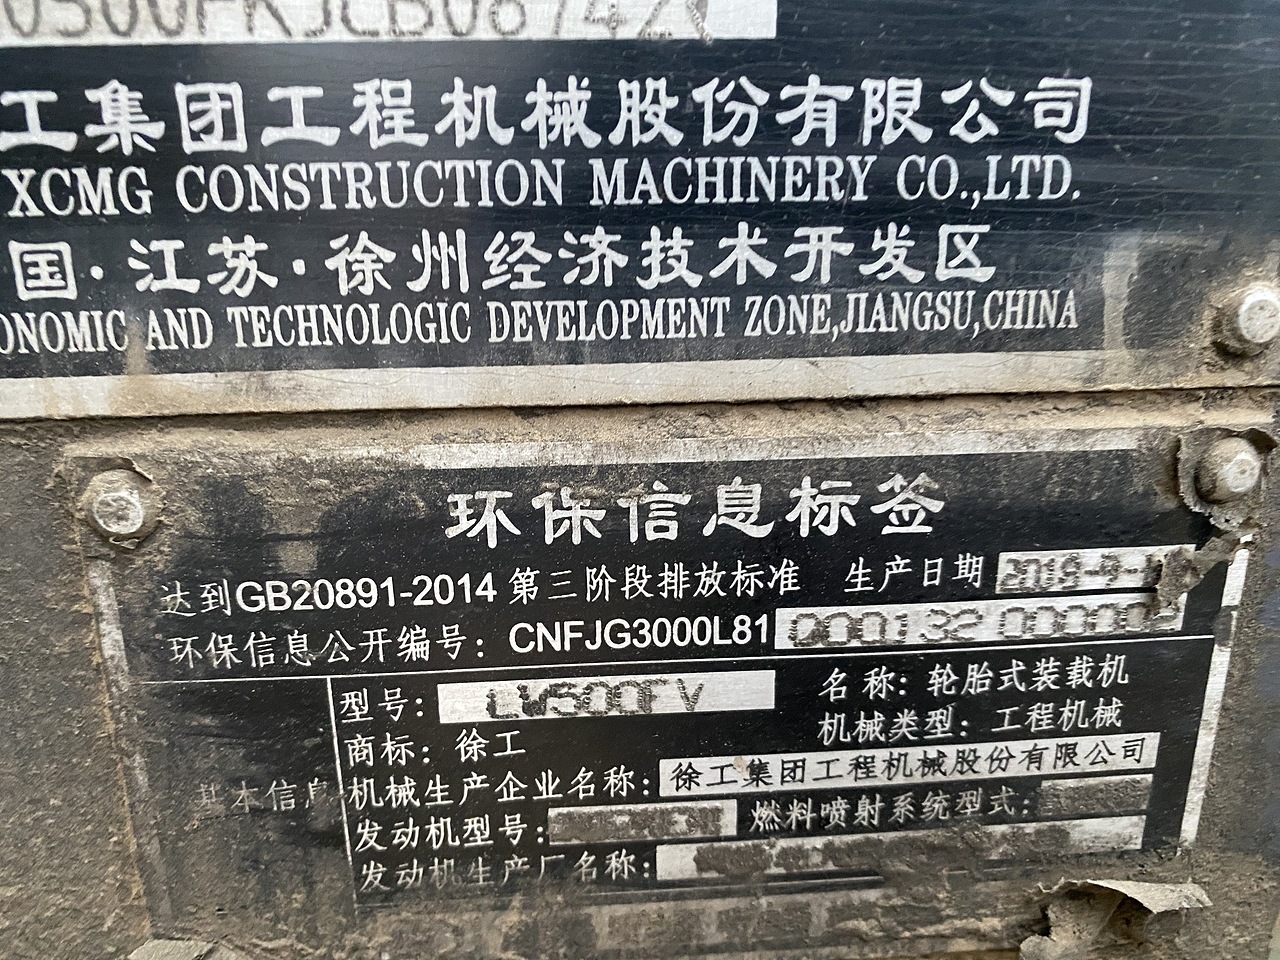 工集团工程机械股份有限公司
XCMG CONSTRUCTION MACHINERY CO.,LTD.
国·江苏·徐州经济技术开发区
ONOMIC AND TECHNOLOGIC DEVELOPMENT ZONE,JIANGSU,CHINA
环保信息标签
达到GB20891-2014 第三阶段排放标准 生产日期
环保信息公开编号：CNFJG3000L81
型号：LW500FV 名称：轮胎式装载机
商标：徐工 机械类型：工程机械
基本信息 机械生产企业名称：徐工集团工程机械股份有限公司
发动机型号： 燃料喷射系统型式：
发动机生产厂名称：